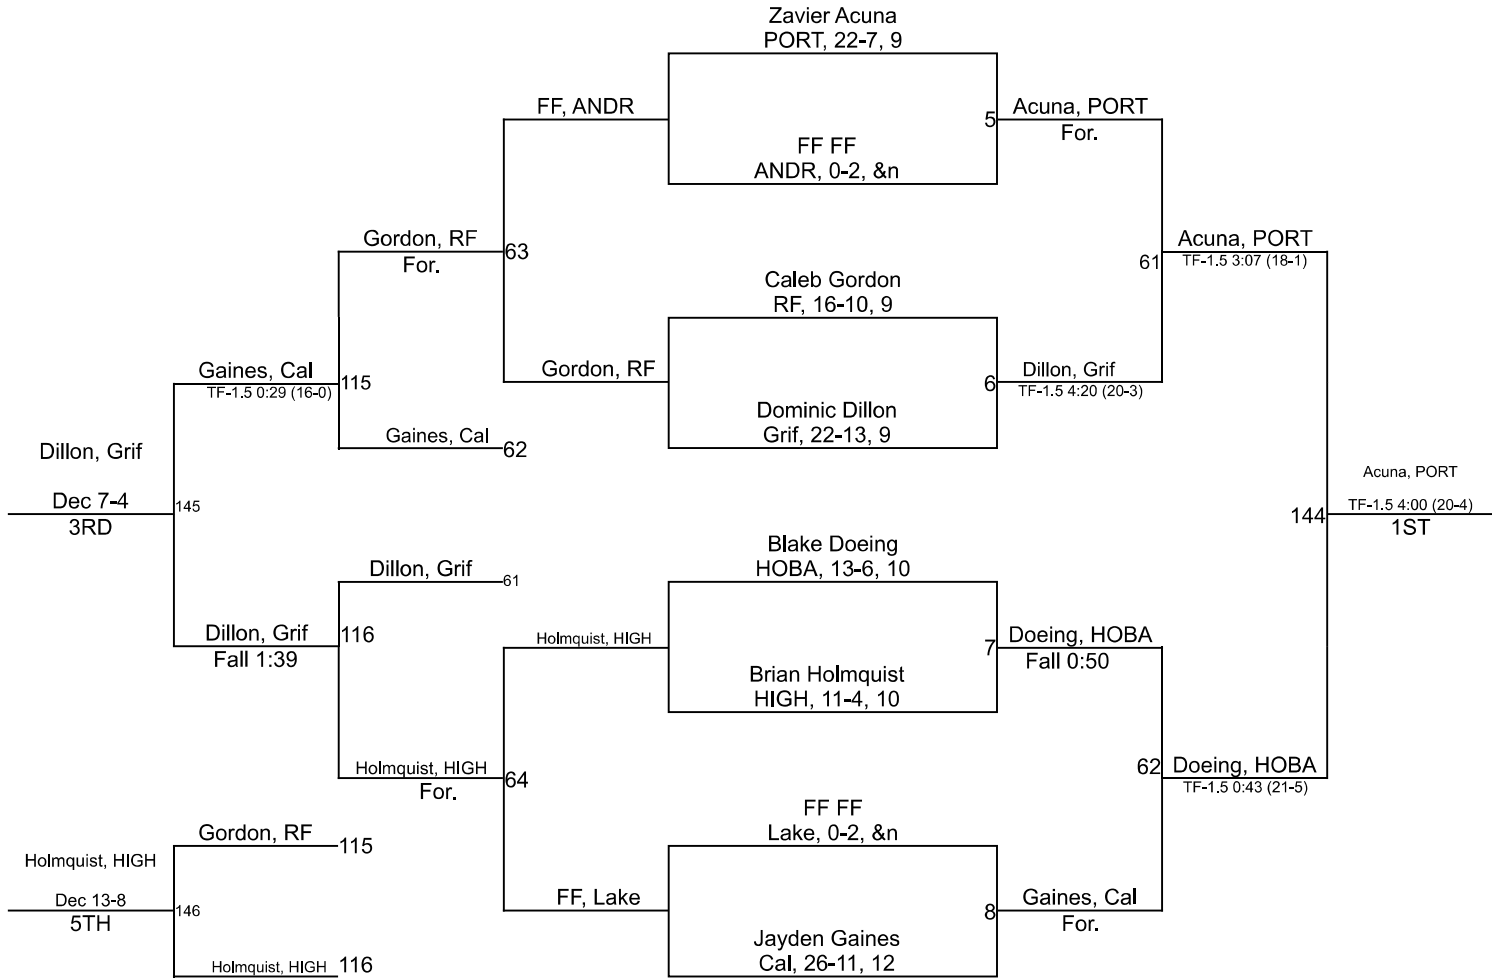 Zavier Acuna
PORT, 22-7, 9
FF, ANDR
5
Acuna, PORT
For.
FF FF
ANDR, 0-2, &n
Gordon, RF
For.
63
Acuna, PORT
TF-1.5 3:07 (18-1)
61
Caleb Gordon
RF, 16-10, 9
Gaines, Cal
TF-1.5 0:29 (16-0)
115
Gordon, RF
6
Dillon, Grif
TF-1.5 4:20 (20-3)
Dominic Dillon
Grif, 22-13, 9
Gaines, Cal
62
Dillon, Grif
Dec 7-4
3RD
145
144
Acuna, PORT
TF-1.5 4:00 (20-4)
1ST
Blake Doeing
HOBA, 13-6, 10
Dillon, Grif
61
Dillon, Grif
Fall 1:39
116
Holmquist, HIGH
7
Doeing, HOBA
Fall 0:50
Brian Holmquist
HIGH, 11-4, 10
Holmquist, HIGH
For.
64
62
Doeing, HOBA
TF-1.5 0:43 (21-5)
FF FF
Lake, 0-2, &n
Gordon, RF
115
Holmquist, HIGH
Dec 13-8
5TH
146
FF, Lake
8
Gaines, Cal
For.
Jayden Gaines
Cal, 26-11, 12
Holmquist, HIGH
116